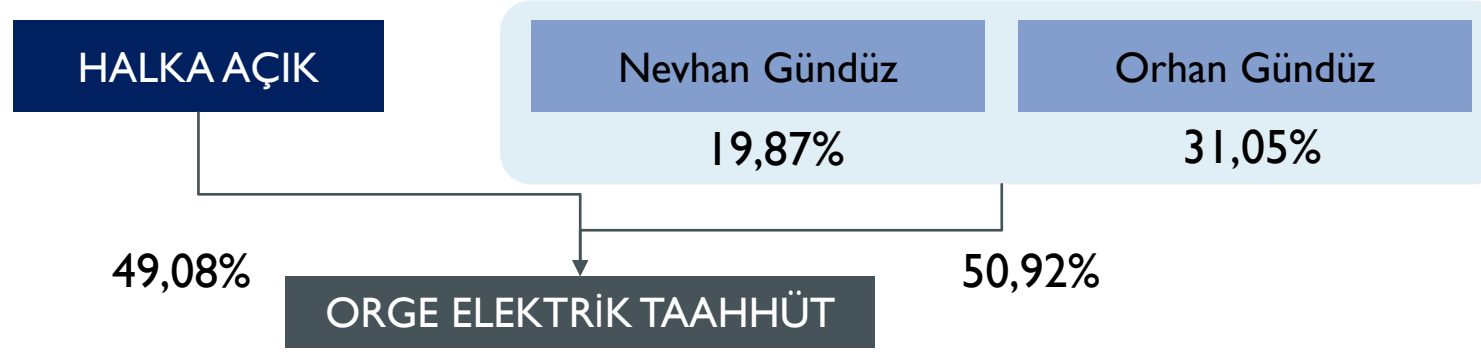 HALKA AÇIK
Nevhan Gündüz
Orhan Gündüz
19,87%
31,05%
49,08%
50,92%
ORGE ELEKTRİK TAAHHÜT